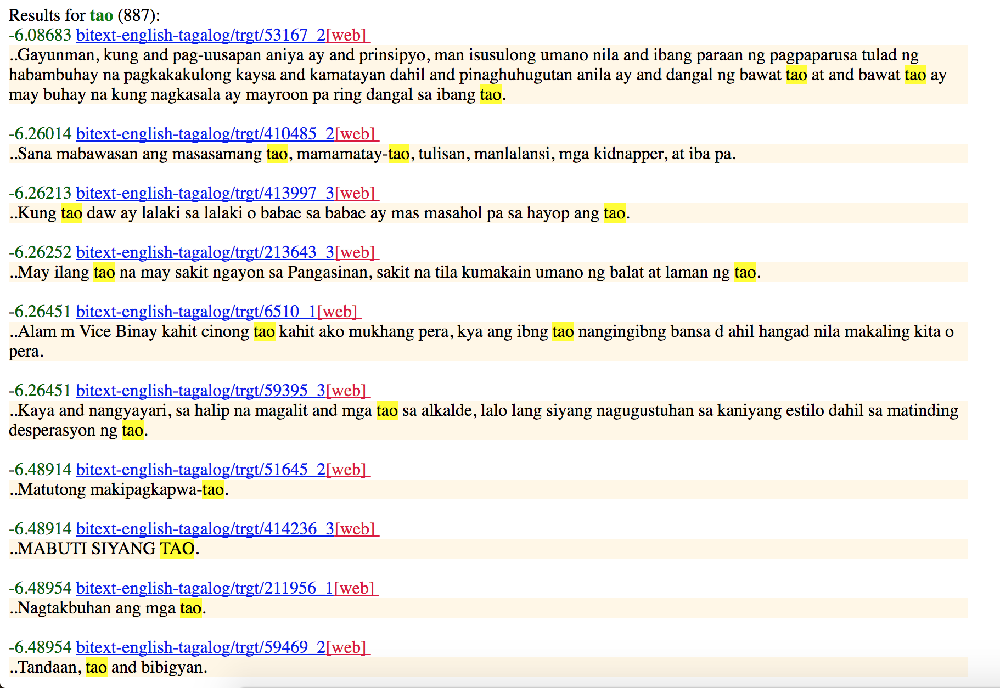 Results for tao (887):
-6.08683 bitext-english-tagalog/trgt/53167_2[web]
..Gayunman, kung and pag-uusapan aniya ay and prinsipyo, man isusulong umano nila and ibang paraan ng pagpaparusa tulad ng
habambuhay na pagkakakulong kaysa and kamatayan dahil and pinaghuhugutan anila ay and dangal ng bawat tao at and bawat tao ay
may buhay na kung nagkasala ay mayroon pa ring dangal sa ibang tao.
-6.26014 bitext-english-tagalog/trgt/410485_2[web]
..Sana mabawasan ang masasamang tao, mamamatay-tao, tulisan, manlalansi, mga kidnapper, at iba pa.
-6.26213 bitext-english-tagalog/trgt/413997_3[web]
..Kung tao daw ay lalaki sa lalaki o babae sa babae ay mas masahol pa sa hayop ang tao.
-6.26252 bitext-english-tagalog/trgt/213643_3[web]
..May ilang tao na may sakit ngayon sa Pangasinan, sakit na tila kumakain umano ng balat at laman ng tao.
-6.26451 bitext-english-tagalog/trgt/6510_1[web]
..Alam m Vice Binay kahit cinong tao kahit ako mukhang pera, kya ang ibng tao nangingibng bansa d ahil hangad nila makaling kita o
pera.
-6.26451 bitext-english-tagalog/trgt/59395_3[web]
..Kaya and nangyayari, sa halip na magalit and mga tao sa alkalde, lalo lang siyang nagugustuhan sa kaniyang estilo dahil sa matinding
desperasyon ng tao.
-6.48914 bitext-english-tagalog/trgt/51645_2[web]
..Matutong makipagkapwa-tao.
-6.48914 bitext-english-tagalog/trgt/414236_3[web]
..MABUTI SIYANG TAO.
-6.48954 bitext-english-tagalog/trgt/211956_1[web]
..Nagtakbuhan ang mga tao.
-6.48954 bitext-english-tagalog/trgt/59469_2[web]
..Tandaan, tao and bibigyan.